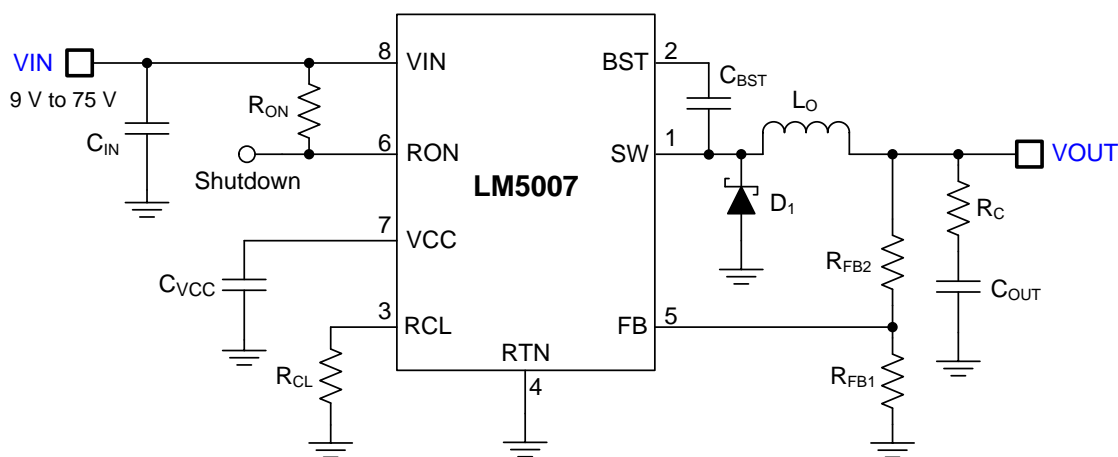 VIN
9 V to 75 V
CIN
RON
Shutdown
CVCC
RCL
8
VIN
6
RON
7
VCC
3
RCL
LM5007
RTN
4
BST
2
SW
1
FB
5
CBST
LO
D1
RFB2
RFB1
RC
COUT
VOUT